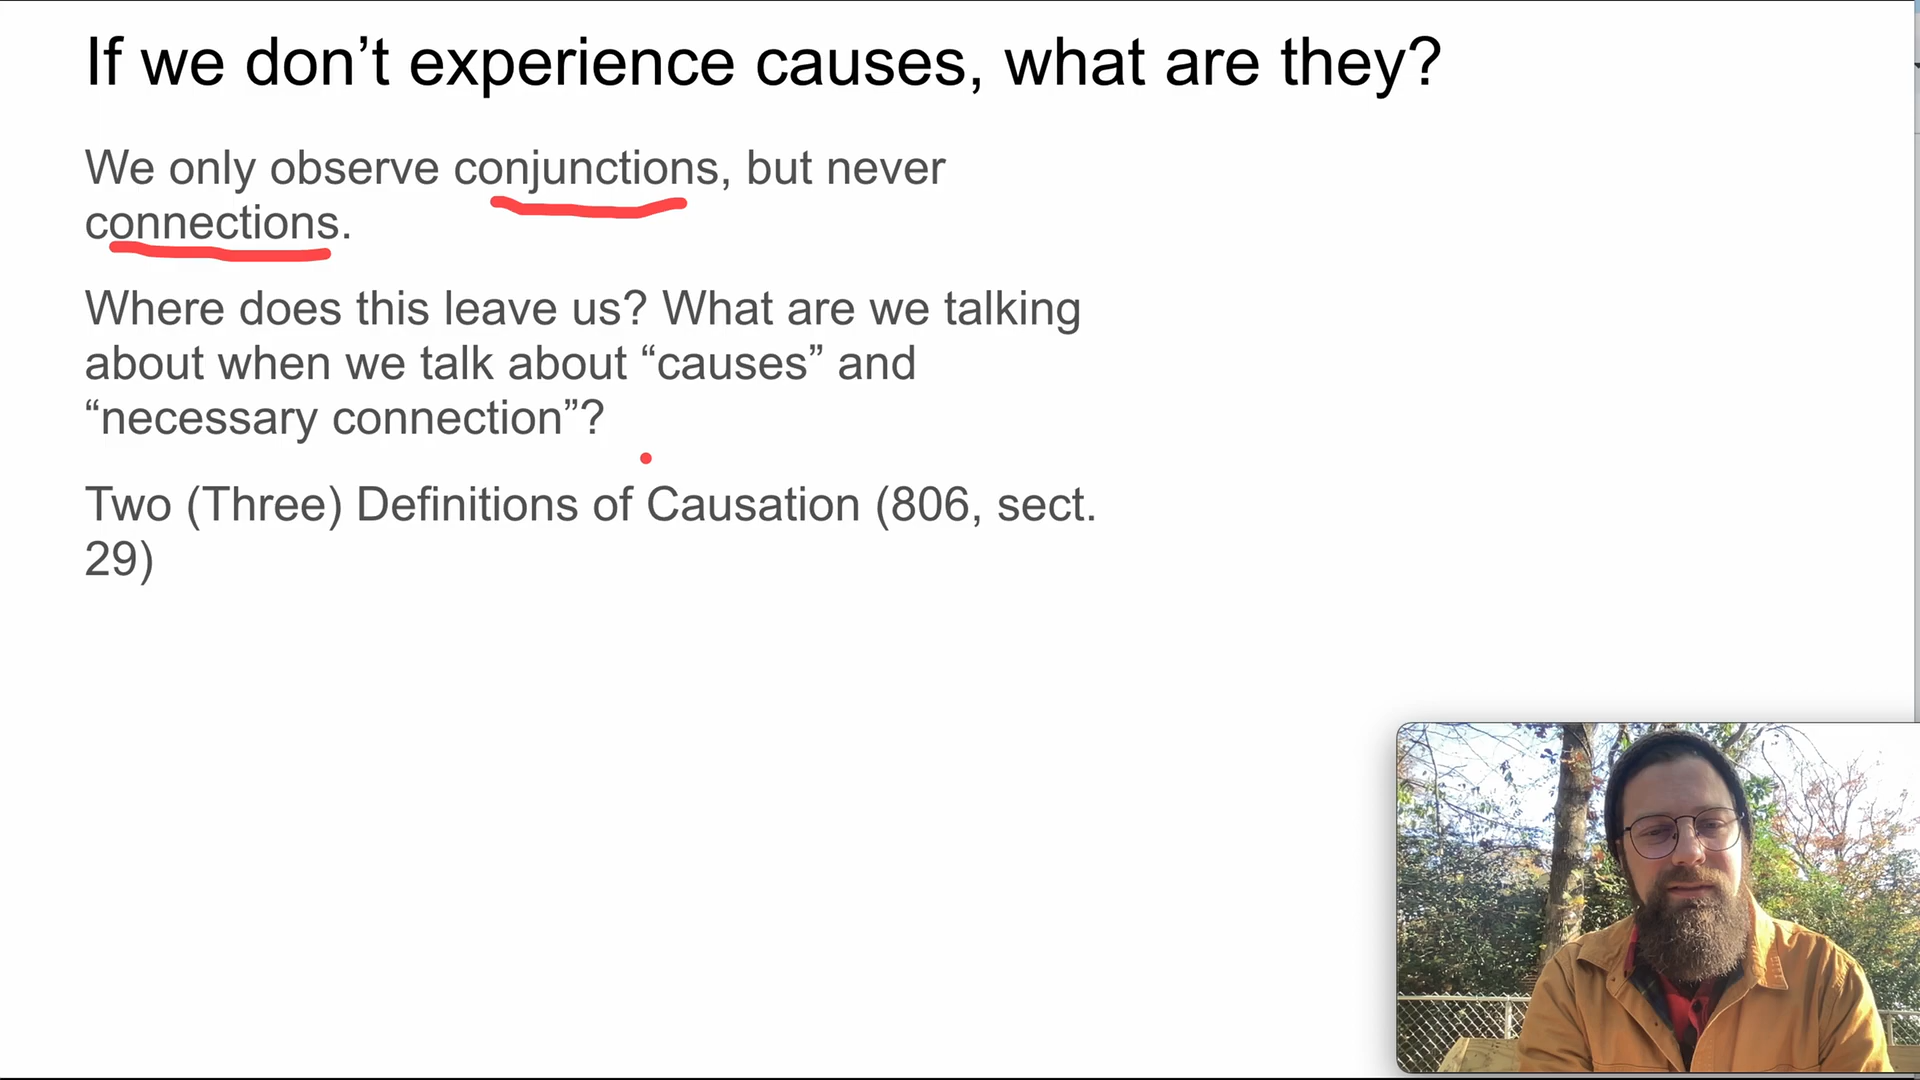 If we don’t experience causes, what are they?
We only observe conjunctions, but never
connections.
Where does this leave us? What are we talking
about when we talk about “causes” and
“necessary connection”?
Two (Three) Definitions of Causation (806, sect.
29)